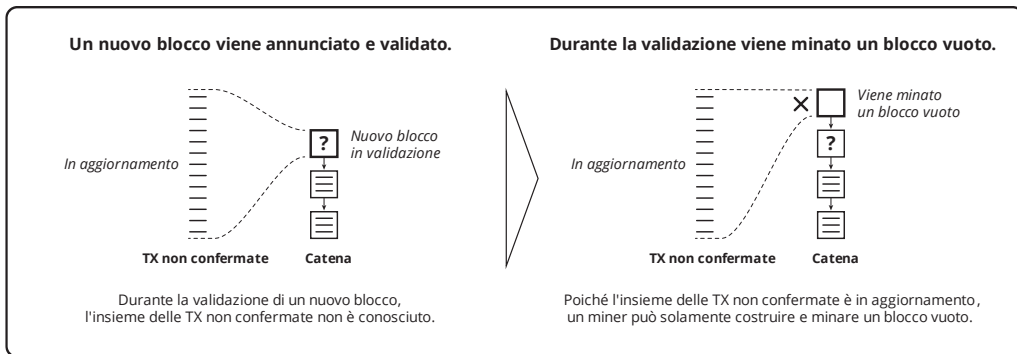 Un nuovo blocco viene annunciato e validato.
In aggiornamento
?
Nuovo blocco
in validazione
TX non confermate
Catena
Durante la validazione di un nuovo blocco,
l'insieme delle TX non confermate non è conosciuto.
Durante la validazione viene minato un blocco vuoto.
Viene minato
un blocco vuoto
?
In aggiornamento
TX non confermate
Catena
Poiché l'insieme delle TX non confermate è in aggiornamento,
un miner può solamente costruire e minare un blocco vuoto.